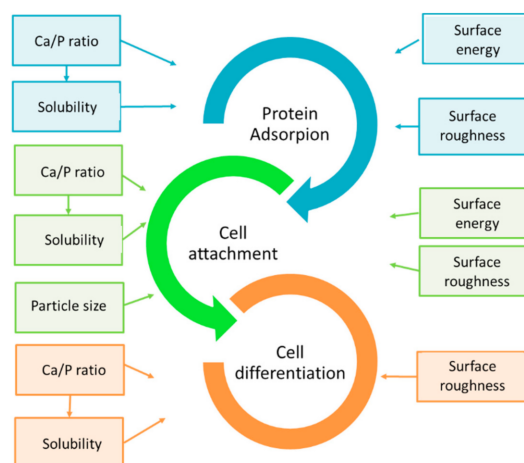 Ca/P ratio
Solubility
Protein
Adsorpion
Surface
energy
Surface
roughness
Ca/P ratio
Solubility
Particle size
Cell
attachment
Surface
energy
Surface
roughness
Ca/P ratio
Solubility
Cell
differentiation
Surface
roughness